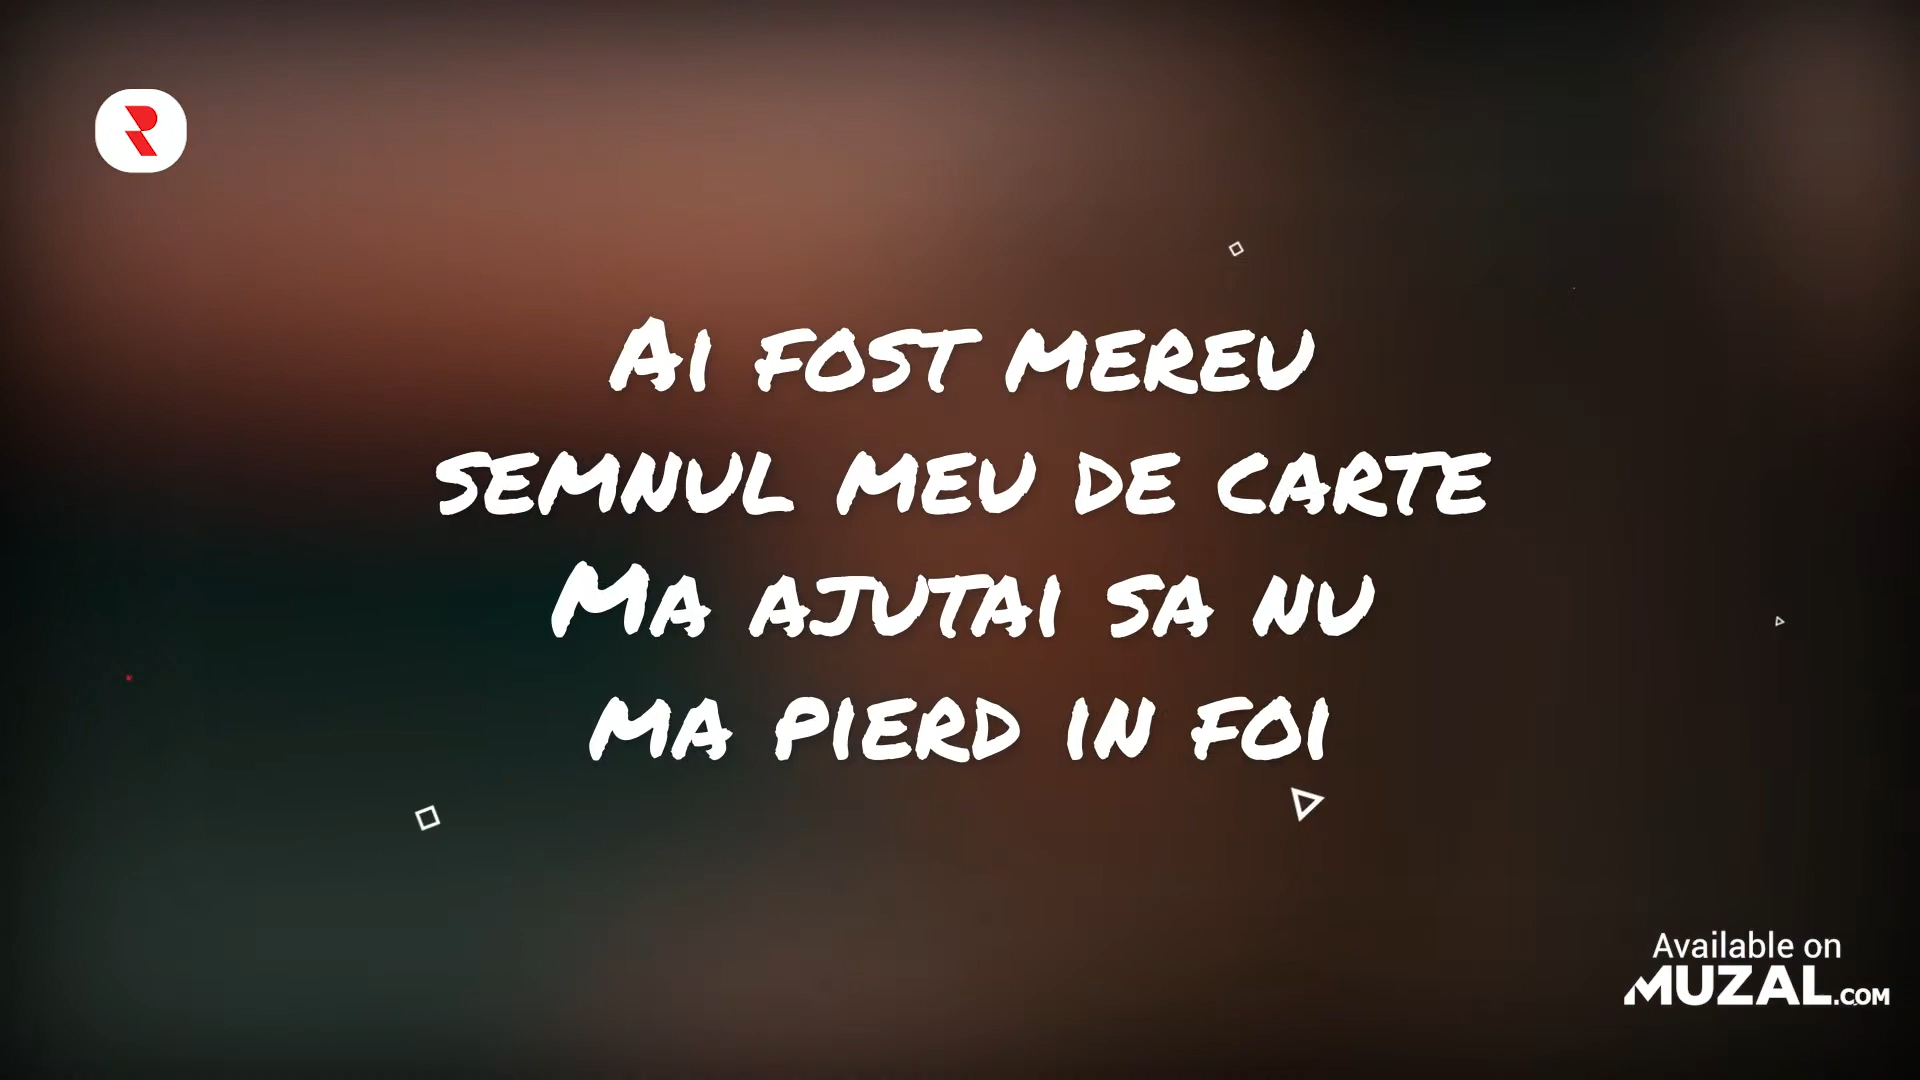 R
Ai fost mereu
semnul meu de carte
Ma ajutai sa nu
ma pierd in foi
Available on
MUZAL.COM